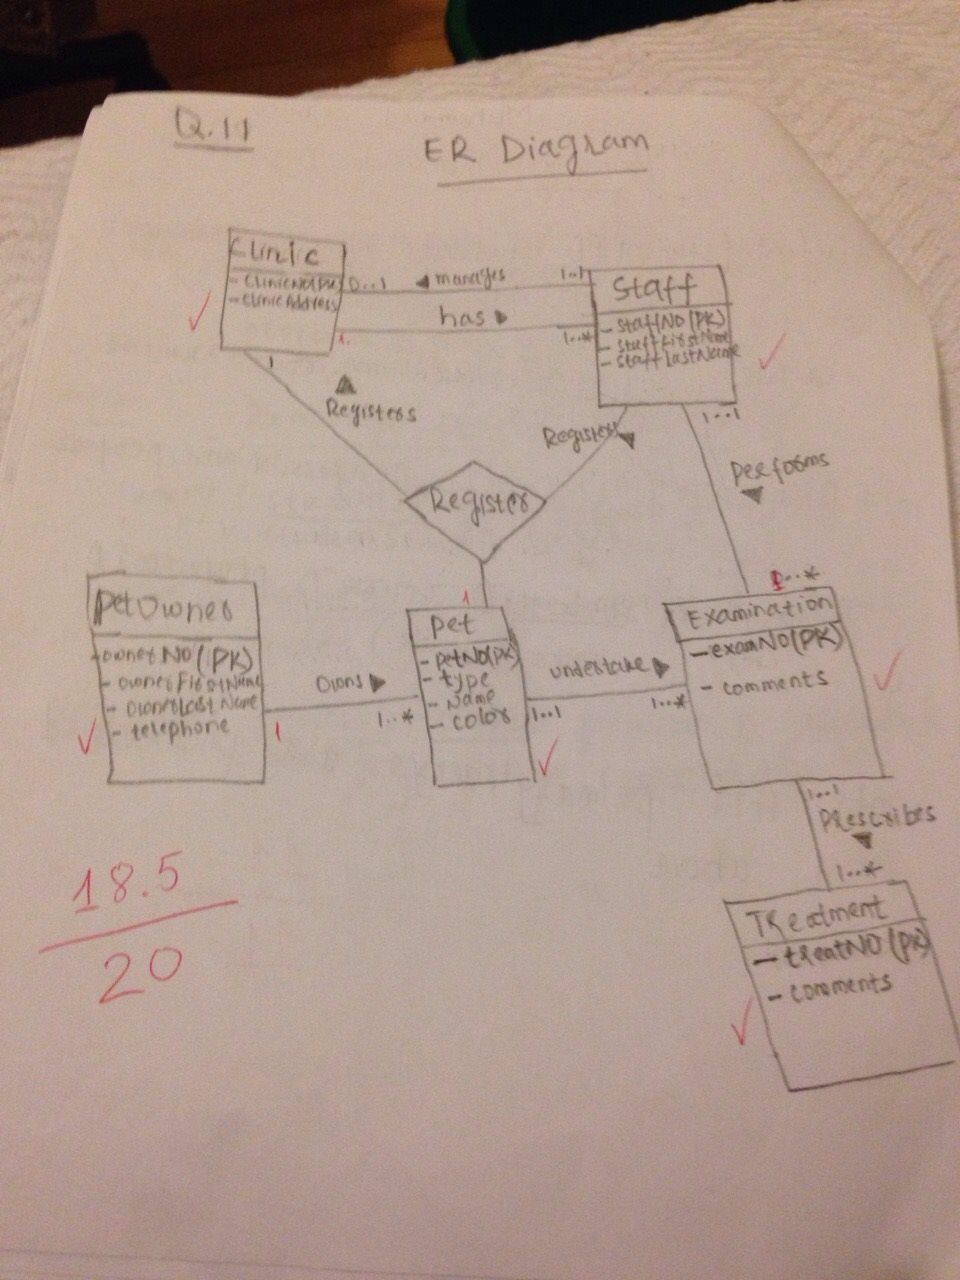 Q.11
ER Diagram
Clinic
- ClinicNo(PK)
- ClinicAddress
0..1
◄ manages
1..1
has ►
1.
1..*
Staff
- staffNO(PK)
- staffFirstName
- staffLastName
1
▲
Registers
Registers
▼
1..1
Performs
▼
Register
1
0..*
PetOwner
- ownerNO(PK)
- ownerFirstName
- ownerLastName
- telephone
Owns ►
1
1..*
Pet
- petNO(PK)
- type
- Name
- color
undertake ►
1..1
1..*
Examination
- examNO(PK)
- comments
1..1
Prescribes
▼
1..*
Treatment
- treatNO(PK)
- comments
18.5
20